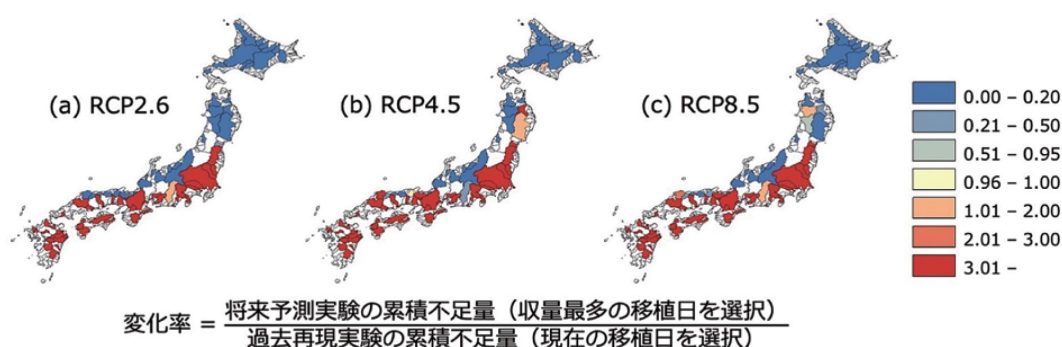 (a) RCP2.6
(b) RCP4.5
(c) RCP8.5
0.00 – 0.20
0.21 – 0.50
0.51 – 0.95
0.96 – 1.00
1.01 – 2.00
2.01 – 3.00
3.01 –
変化率 = 将来予測実験の累積不足量（収量最多の移植日を選択）
過去再現実験の累積不足量（現在の移植日を選択）